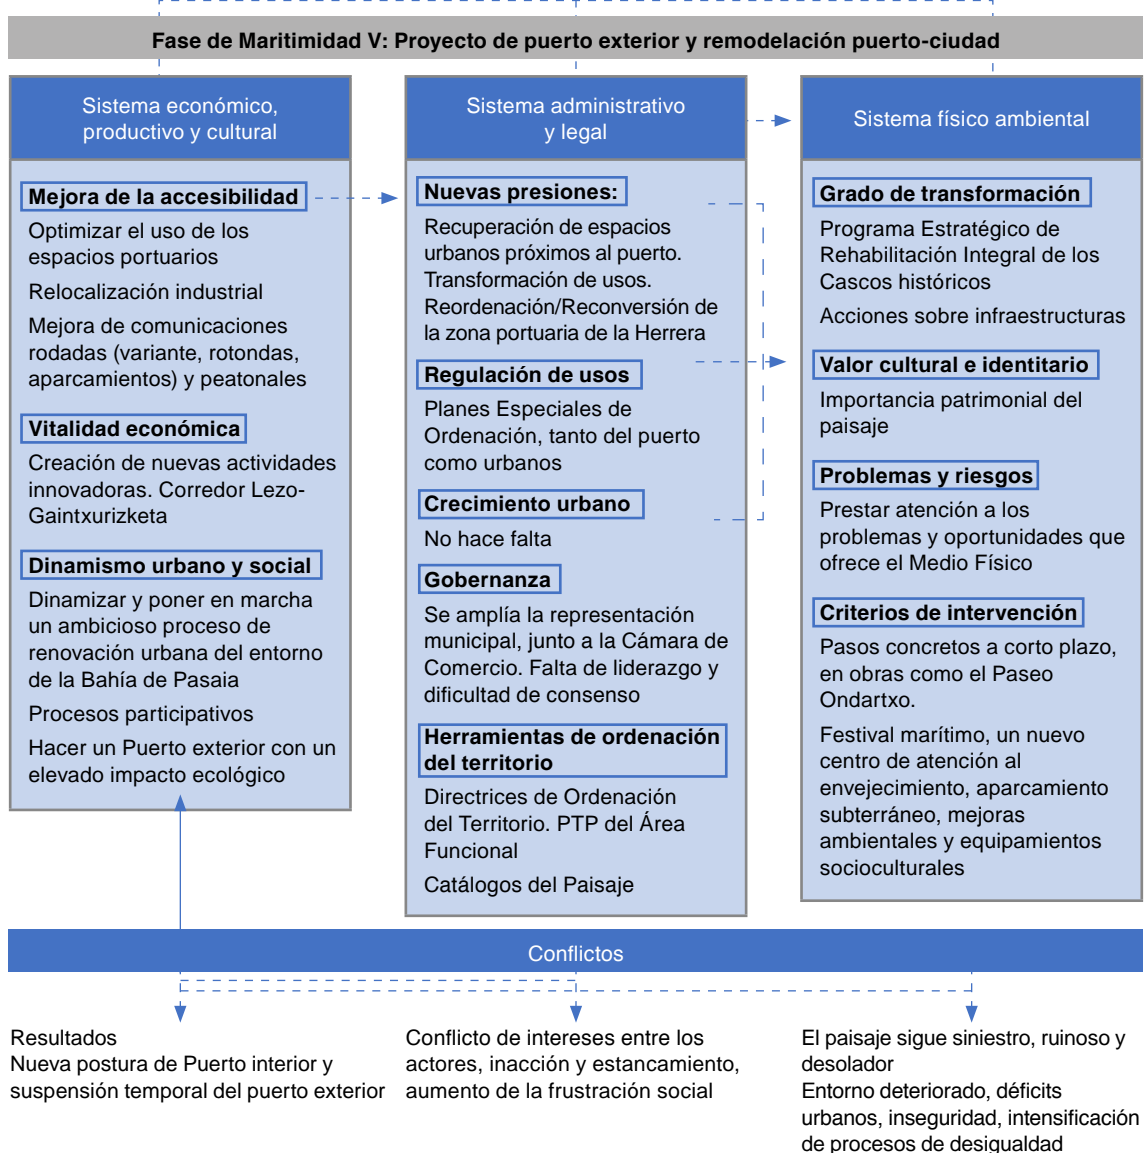 Fase de Maritimidad V: Proyecto de puerto exterior y remodelación puerto-ciudad
Sistema económico,
productivo y cultural
Mejora de la accesibilidad
Optimizar el uso de los
espacios portuarios
Relocalización industrial
Mejora de comunicaciones
rodadas (variante, rotondas,
aparcamientos) y peatonales
Vitalidad económica
Creación de nuevas actividades
innovadoras. Corredor Lezo-
Gaintxurizketa
Dinamismo urbano y social
Dinamizar y poner en marcha
un ambicioso proceso de
renovación urbana del entorno
de la Bahía de Pasaia
Procesos participativos
Hacer un Puerto exterior con un
elevado impacto ecológico
Sistema administrativo
y legal
Nuevas presiones:
Recuperación de espacios
urbanos próximos al puerto.
Transformación de usos.
Reordenación/Reconversión de
la zona portuaria de la Herrera
Regulación de usos
Planes Especiales de
Ordenación, tanto del puerto
como urbanos
Crecimiento urbano
No hace falta
Gobernanza
Se amplía la representación
municipal, junto a la Cámara de
Comercio. Falta de liderazgo y
dificultad de consenso
Herramientas de ordenación
del territorio
Directrices de Ordenación
del Territorio. PTP del Área
Funcional
Catálogos del Paisaje
Sistema físico ambiental
Grado de transformación
Programa Estratégico de
Rehabilitación Integral de los
Cascos históricos
Acciones sobre infraestructuras
Valor cultural e identitario
Importancia patrimonial del
paisaje
Problemas y riesgos
Prestar atención a los
problemas y oportunidades que
ofrece el Medio Físico
Criterios de intervención
Pasos concretos a corto plazo,
en obras como el Paseo
Ondartxo.
Festival marítimo, un nuevo
centro de atención al
envejecimiento, aparcamiento
subterráneo, mejoras
ambientales y equipamientos
socioculturales
Conflictos
Resultados
Nueva postura de Puerto interior y
suspensión temporal del puerto exterior
Conflicto de intereses entre los
actores, inacción y estancamiento,
aumento de la frustración social
El paisaje sigue siniestro, ruinoso y
desolador
Entorno deteriorado, déficits
urbanos, inseguridad, intensificación
de procesos de desigualdad